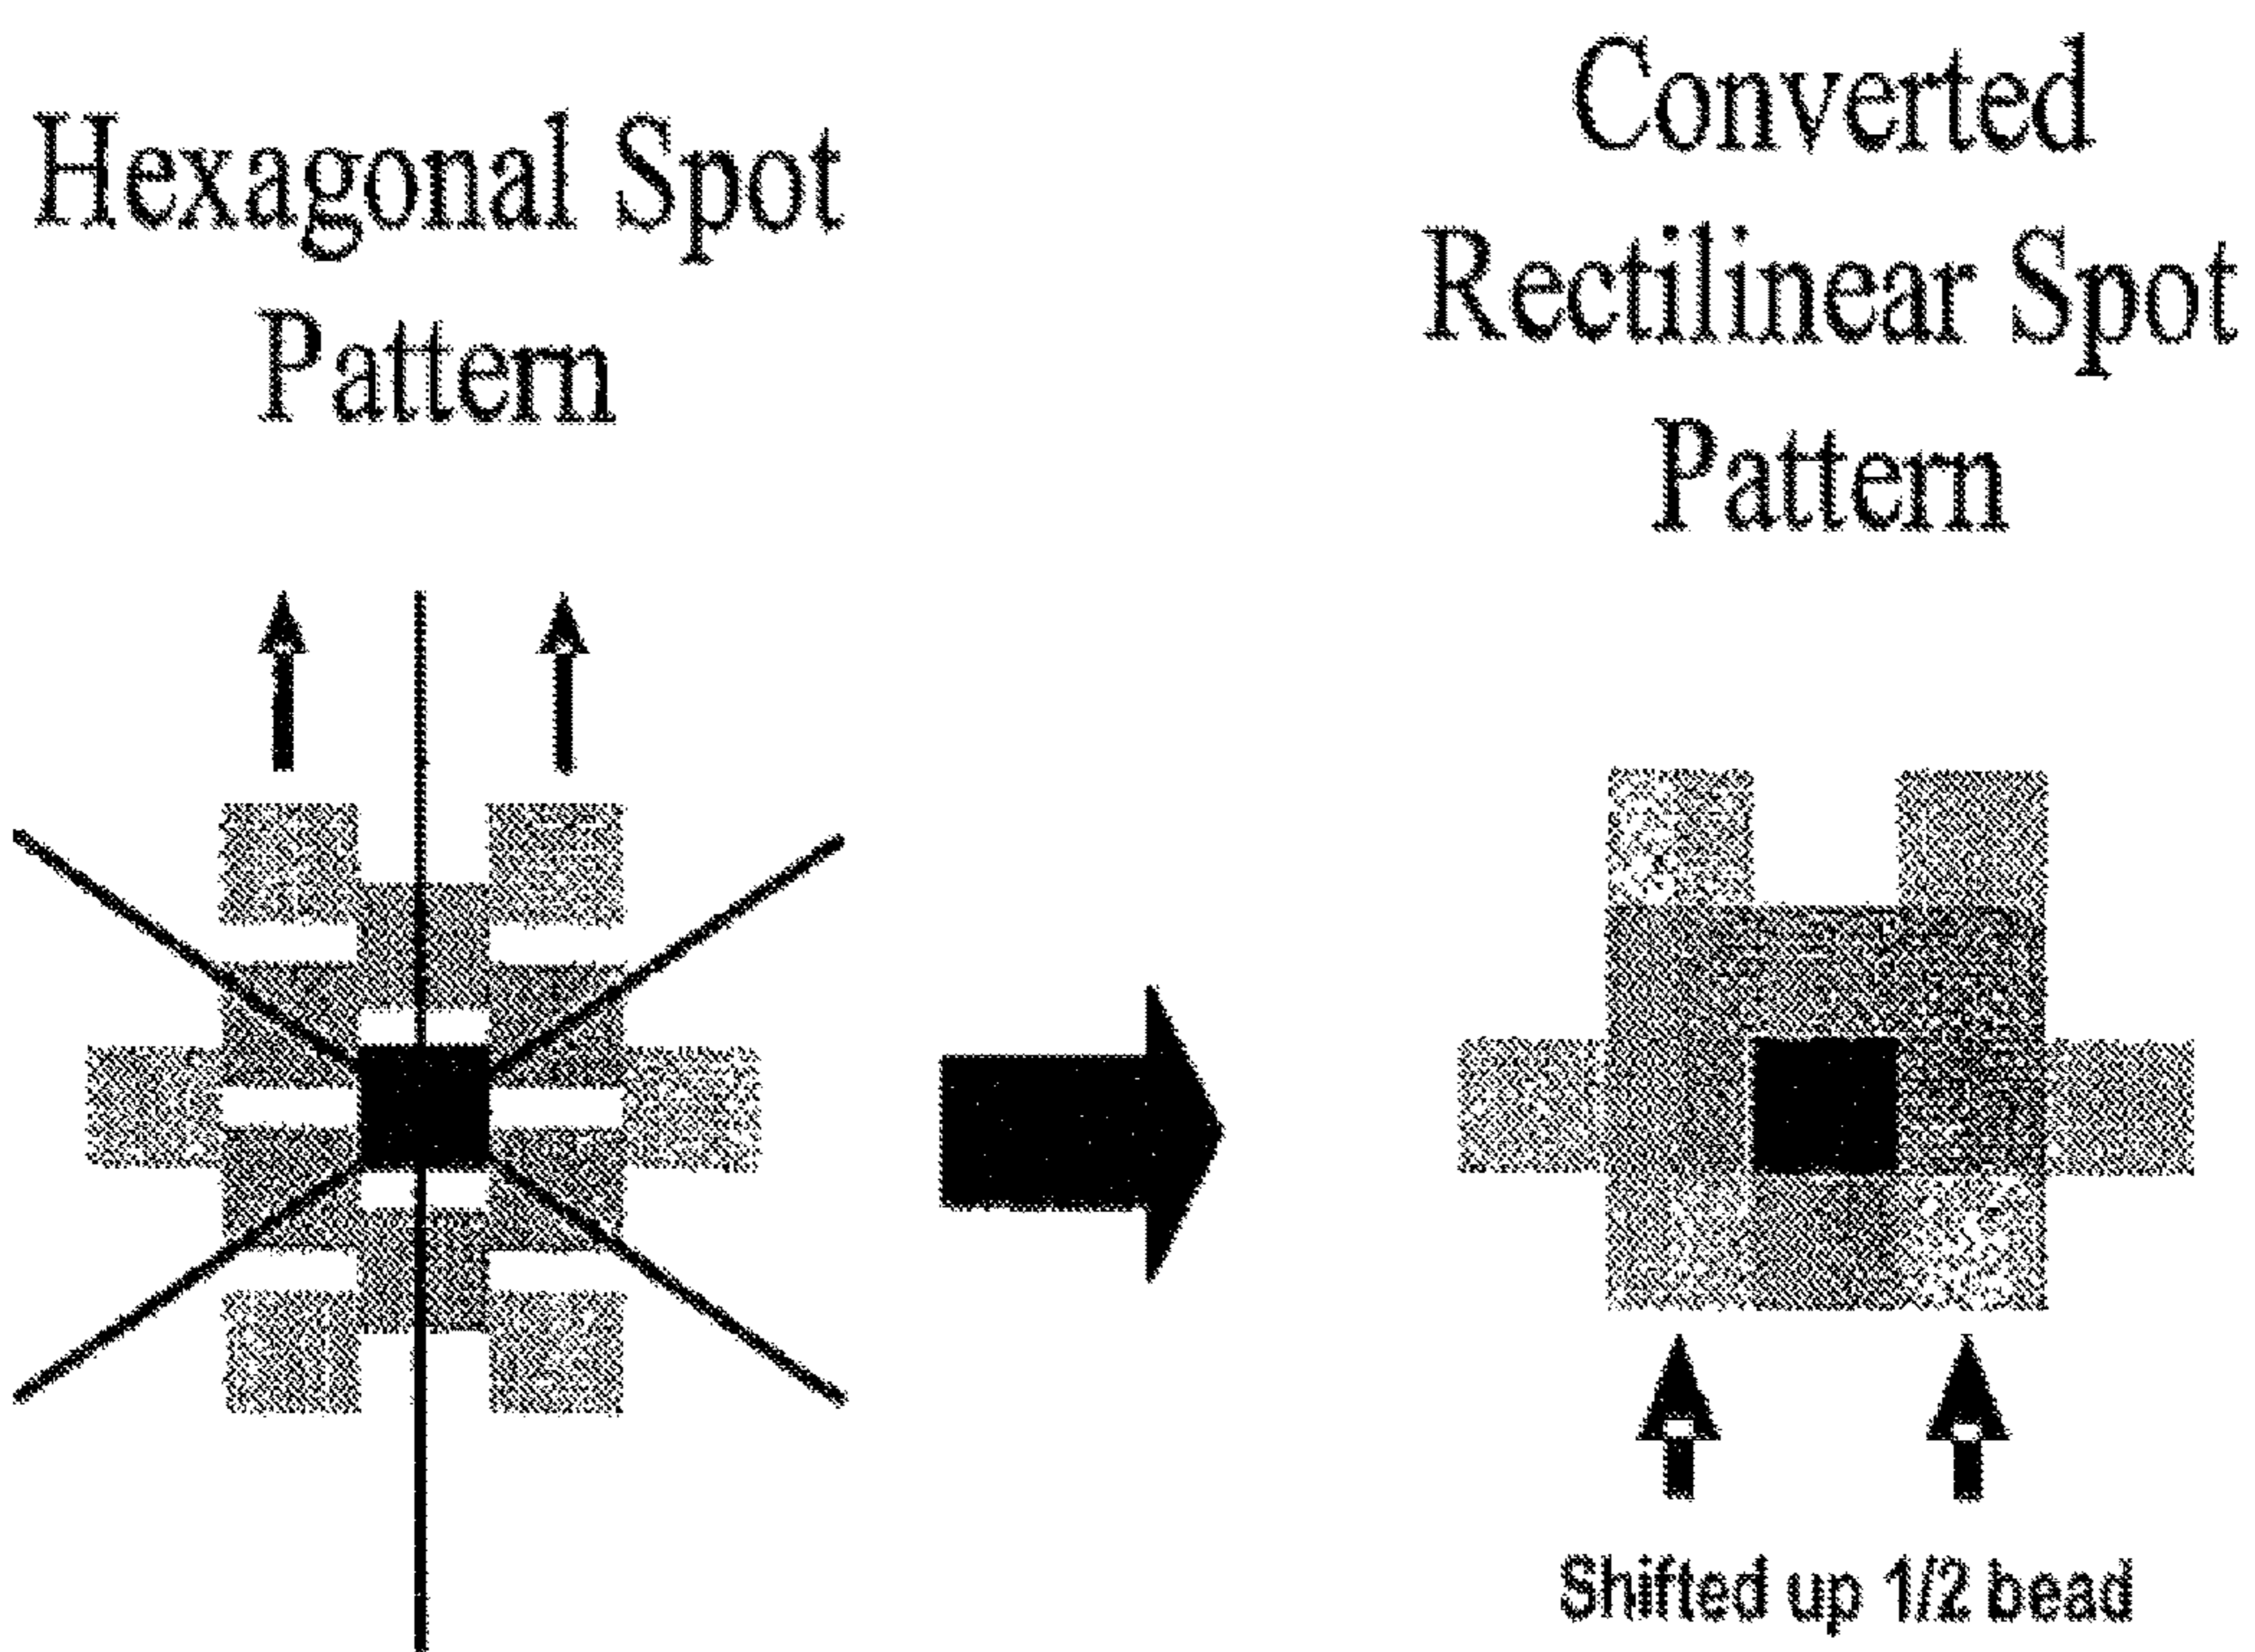 Hexagonal Spot
Pattern
Converted
Rectilinear Spot
Pattern
Shifted up 1/2 bead